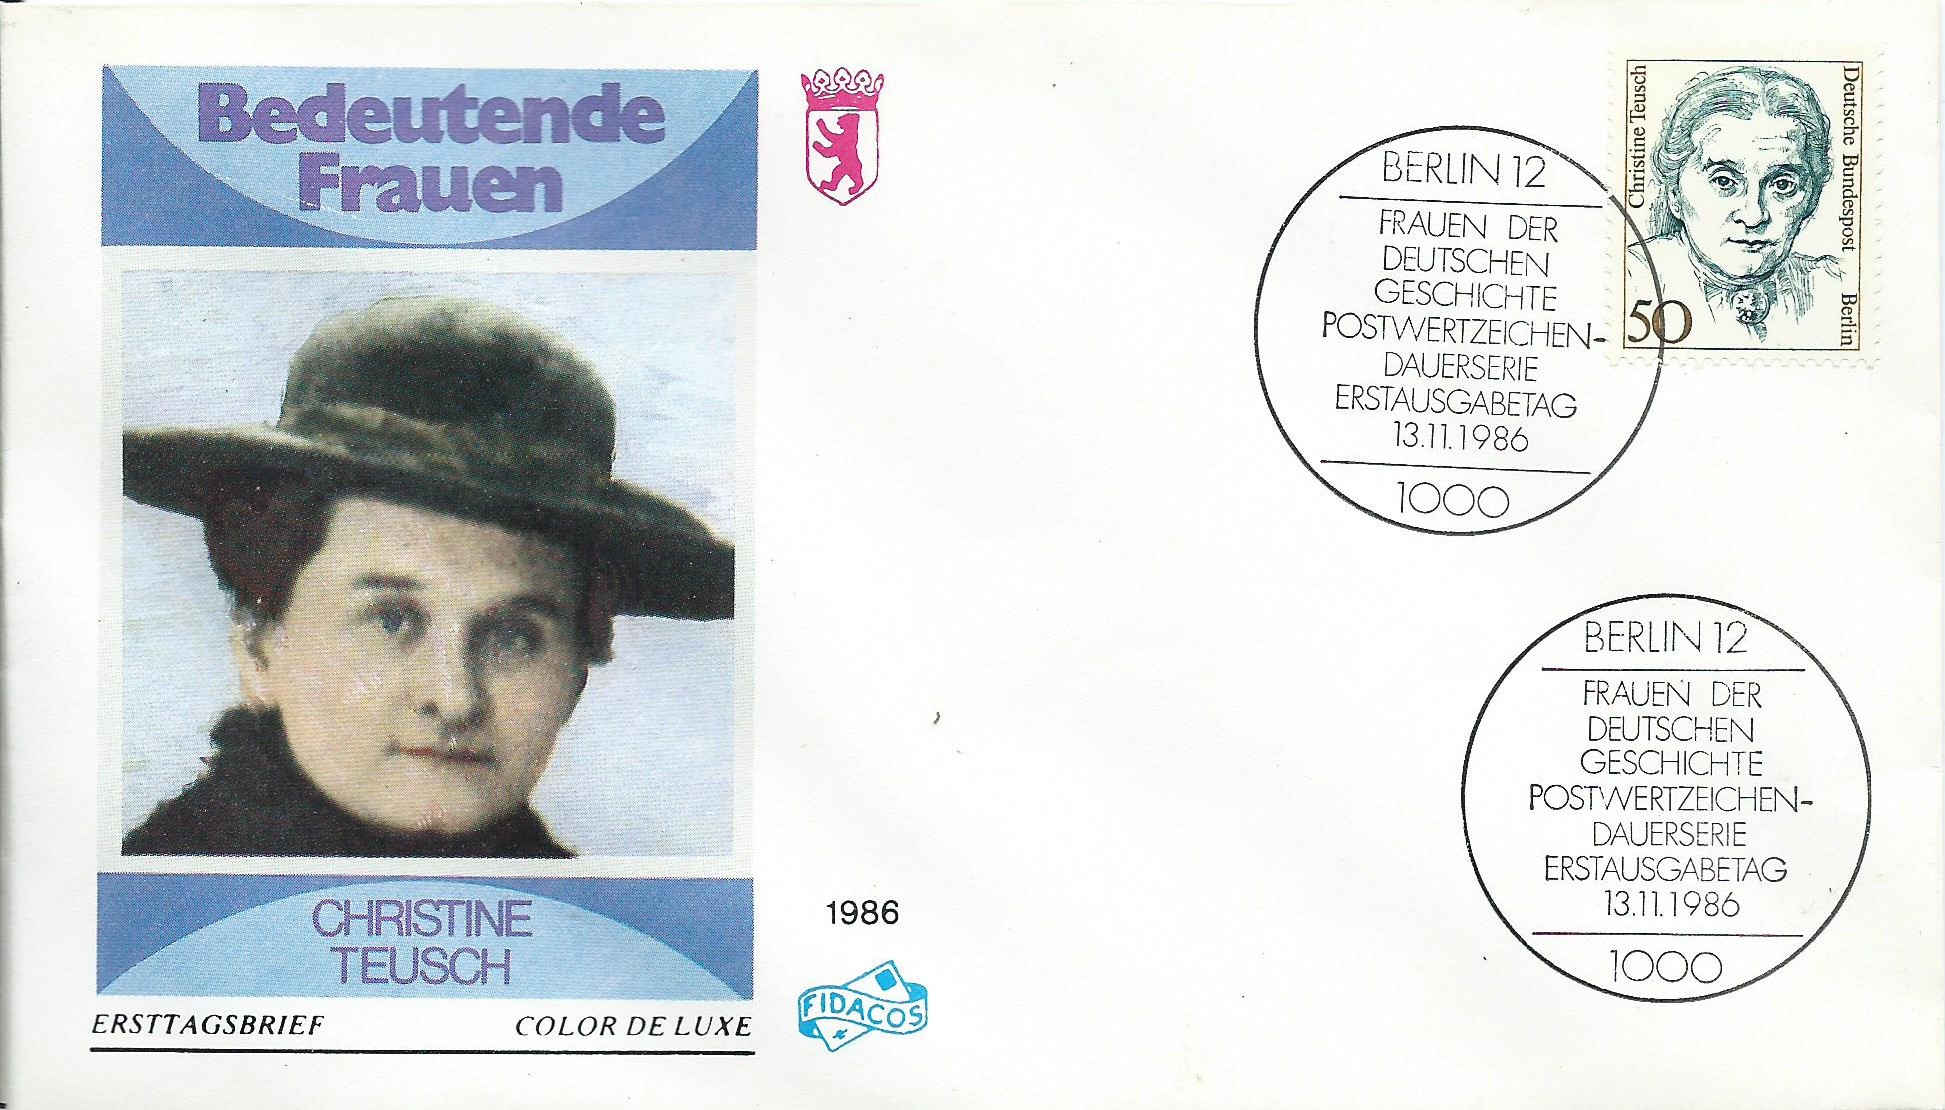 Bedeutende
Frauen
CHRISTINE
TEUSCH
ERSTTAGSBRIEF COLOR DE LUXE
1986
FIDACOS
BERLIN 12
FRAUEN DER
DEUTSCHEN
GESCHICHTE
POSTWERTZEICHEN-
DAUERSERIE
ERSTAUSGABETAG
13.11.1986
1000
Christine Teusch
Deutsche Bundespost Berlin
50
BERLIN 12
FRAUEN DER
DEUTSCHEN
GESCHICHTE
POSTWERTZEICHEN-
DAUERSERIE
ERSTAUSGABETAG
13.11.1986
1000